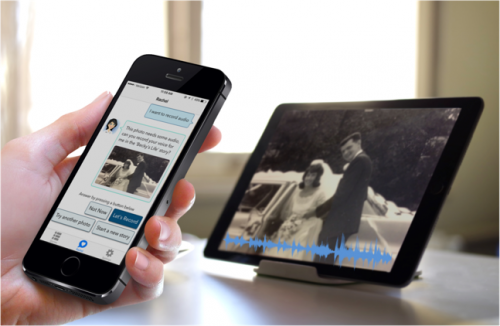 Rachel
I want to record audio
This photo needs some audio,
can you record your voice for
me in the 'Becky's Life' story?
Answer by pressing a button below
Not Now
Let's Record
Try another photo
Start a new story